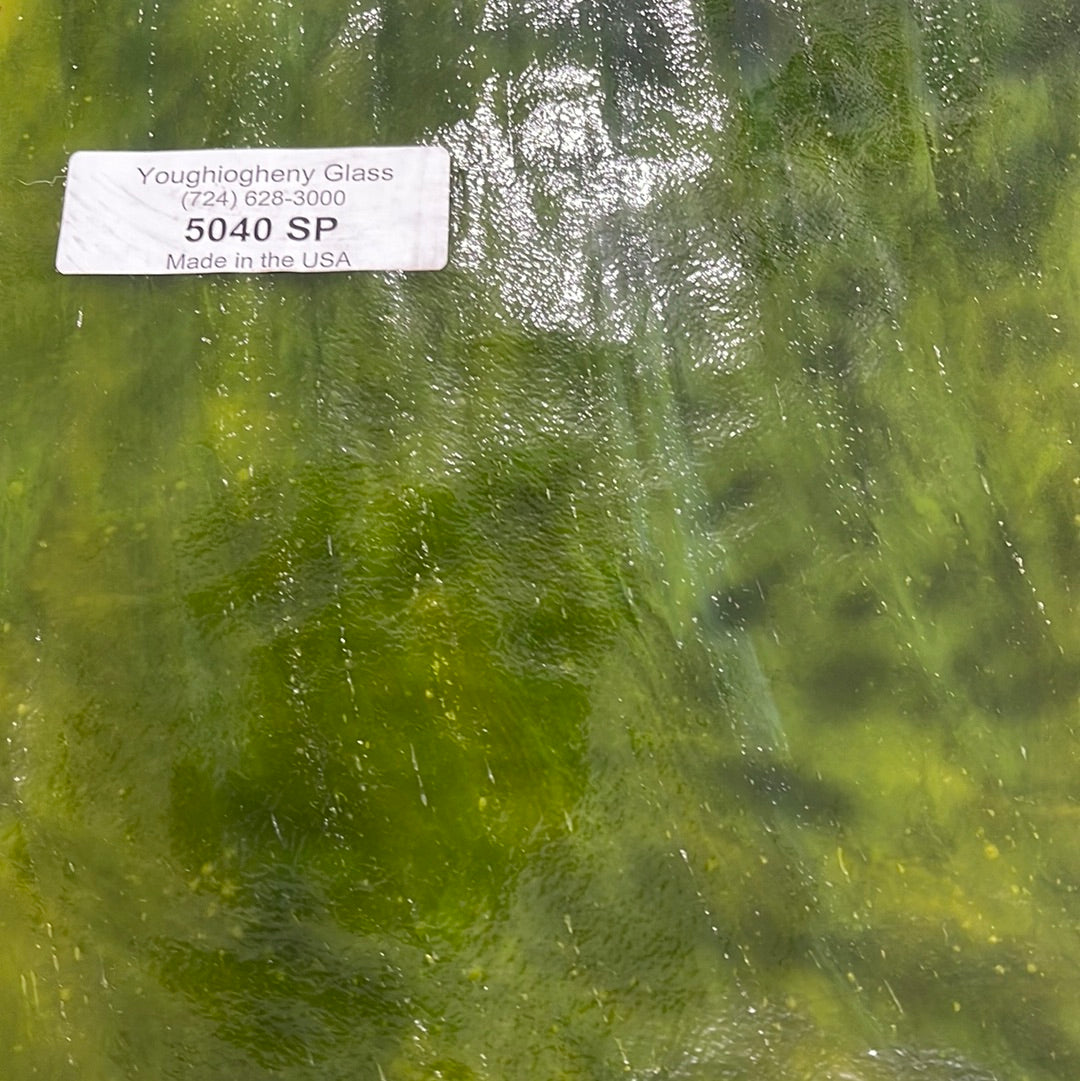 Youghiogheny Glass
(724) 628-3000
5040 SP
Made in the USA